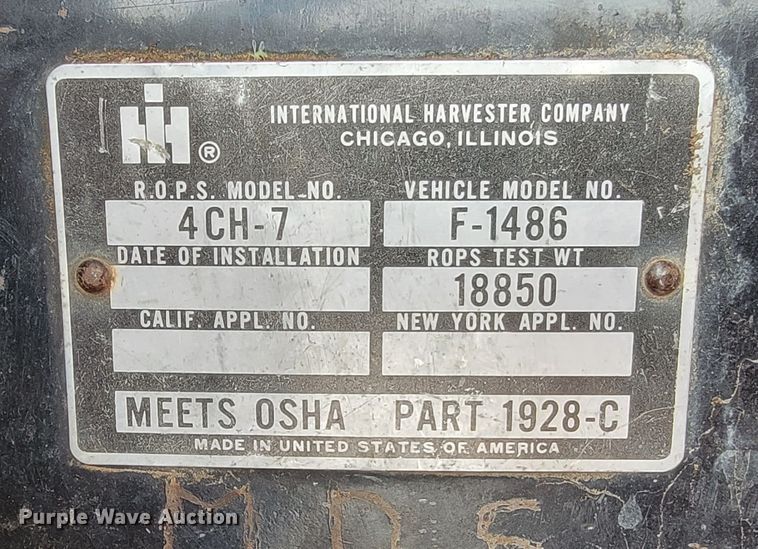 IH ®
INTERNATIONAL HARVESTER COMPANY
CHICAGO, ILLINOIS
R.O.P.S. MODEL NO. VEHICLE MODEL NO.
4CH-7 F-1486
DATE OF INSTALLATION ROPS TEST WT
18850
CALIF. APPL. NO. NEW YORK APPL. NO.
MEETS OSHA PART 1928-C
MADE IN UNITED STATES OF AMERICA
Purple Wave Auction